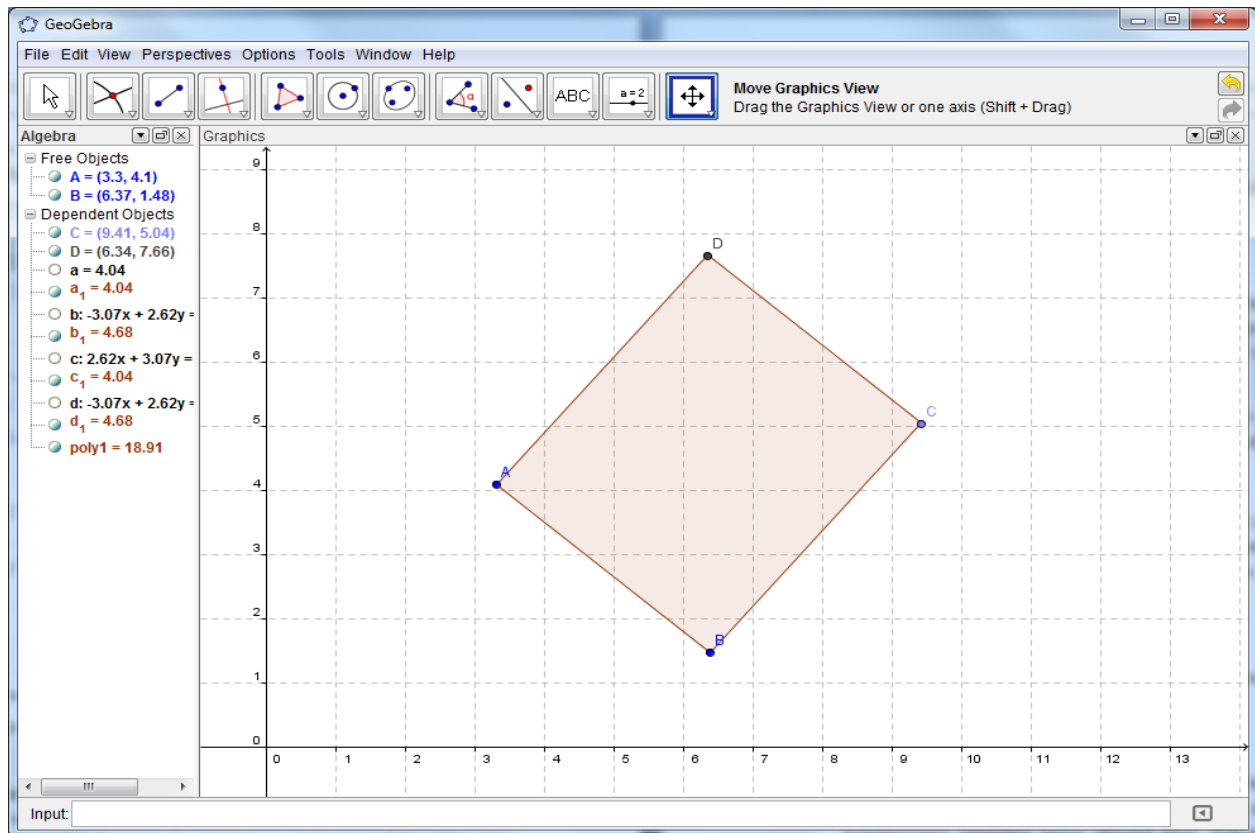 GeoGebra
File Edit View Perspectives Options Tools Window Help
ABC
a = 2
Move Graphics View
Drag the Graphics View or one axis (Shift + Drag)
Algebra
Graphics
Free Objects
A = (3.3, 4.1)
B = (6.37, 1.48)
Dependent Objects
C = (9.41, 5.04)
D = (6.34, 7.66)
a = 4.04
a₁ = 4.04
b: -3.07x + 2.62y =
b₁ = 4.68
c: 2.62x + 3.07y =
c₁ = 4.04
d: -3.07x + 2.62y =
d₁ = 4.68
poly1 = 18.91
9
8
7
6
5
4
3
2
1
0
D
C
A
B
0 1 2 3 4 5 6 7 8 9 10 11 12 13
Input: